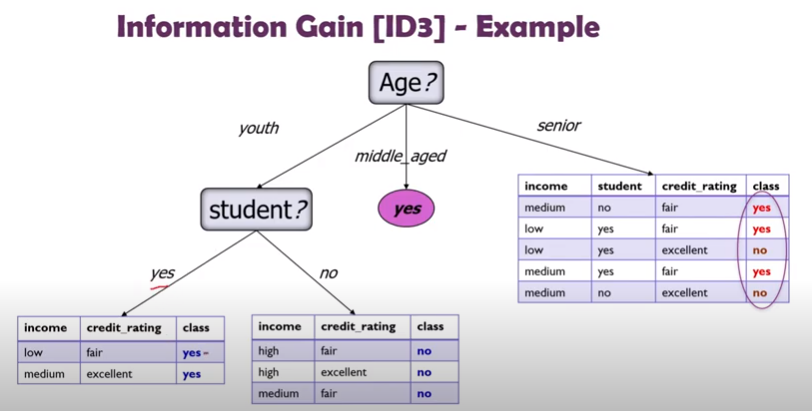 Information Gain [ID3] - Example
Age?
youth
middle_aged
senior
student?
yes
income student credit_rating class
medium no fair yes
low yes fair yes
low yes excellent no
medium yes fair yes
medium no excellent no
yes
no
income credit_rating class
low fair yes
medium excellent yes
income credit_rating class
high fair no
high excellent no
medium fair no